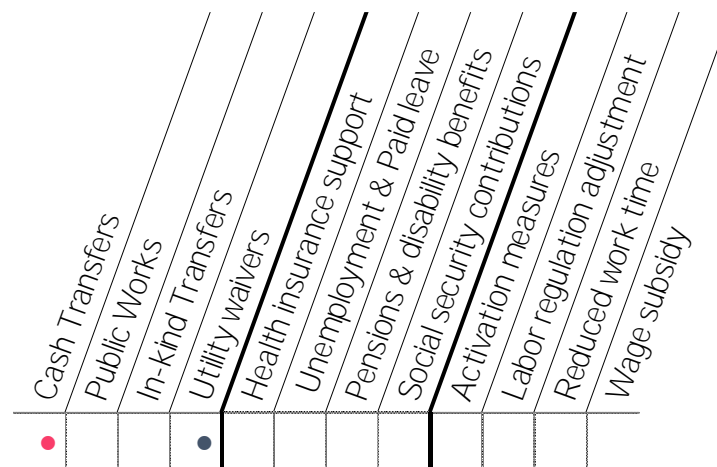 Cash Transfers
Public Works
In-Kind Transfers
Utility waivers
Health insurance support
Unemployment & Paid leave
Pensions & disability benefits
Social security contributions
Activation measures
Labor regulation adjustment
Reduced work time
Wage subsidy